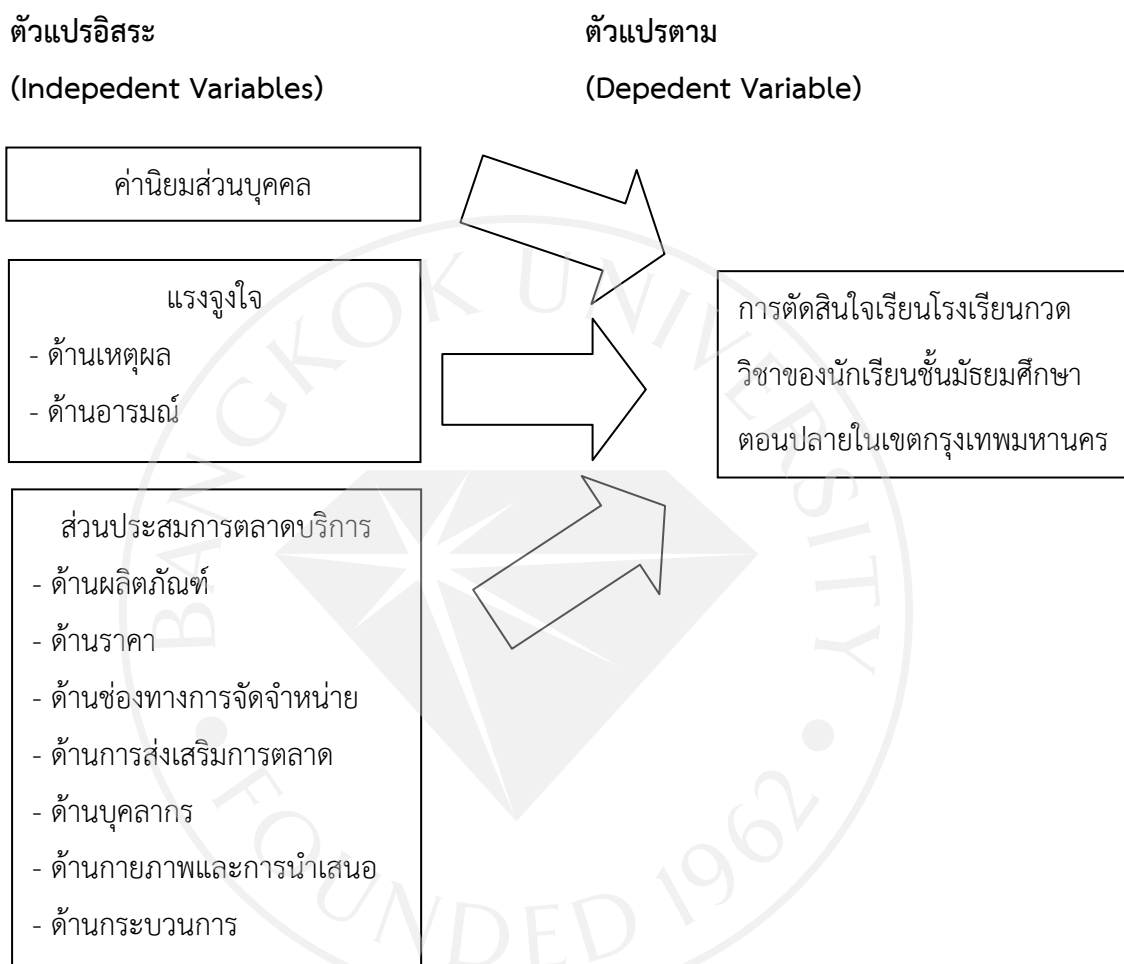 ตัวแปรอิสระ
(Indepedent Variables)
ตัวแปรตาม
(Depedent Variable)
ค่านิยมส่วนบุคคล
แรงจูงใจ
- ด้านเหตุผล
- ด้านอารมณ์
ส่วนประสมการตลาดบริการ
- ด้านผลิตภัณฑ์
- ด้านราคา
- ด้านช่องทางการจัดจำหน่าย
- ด้านการส่งเสริมการตลาด
- ด้านบุคลากร
- ด้านกายภาพและการนำเสนอ
- ด้านกระบวนการ
การตัดสินใจเรียนโรงเรียนกวด
วิชาของนักเรียนชั้นมัธยมศึกษา
ตอนปลายในเขตกรุงเทพมหานคร
BANGKOK UNIVERSITY
FOUNDED 1962